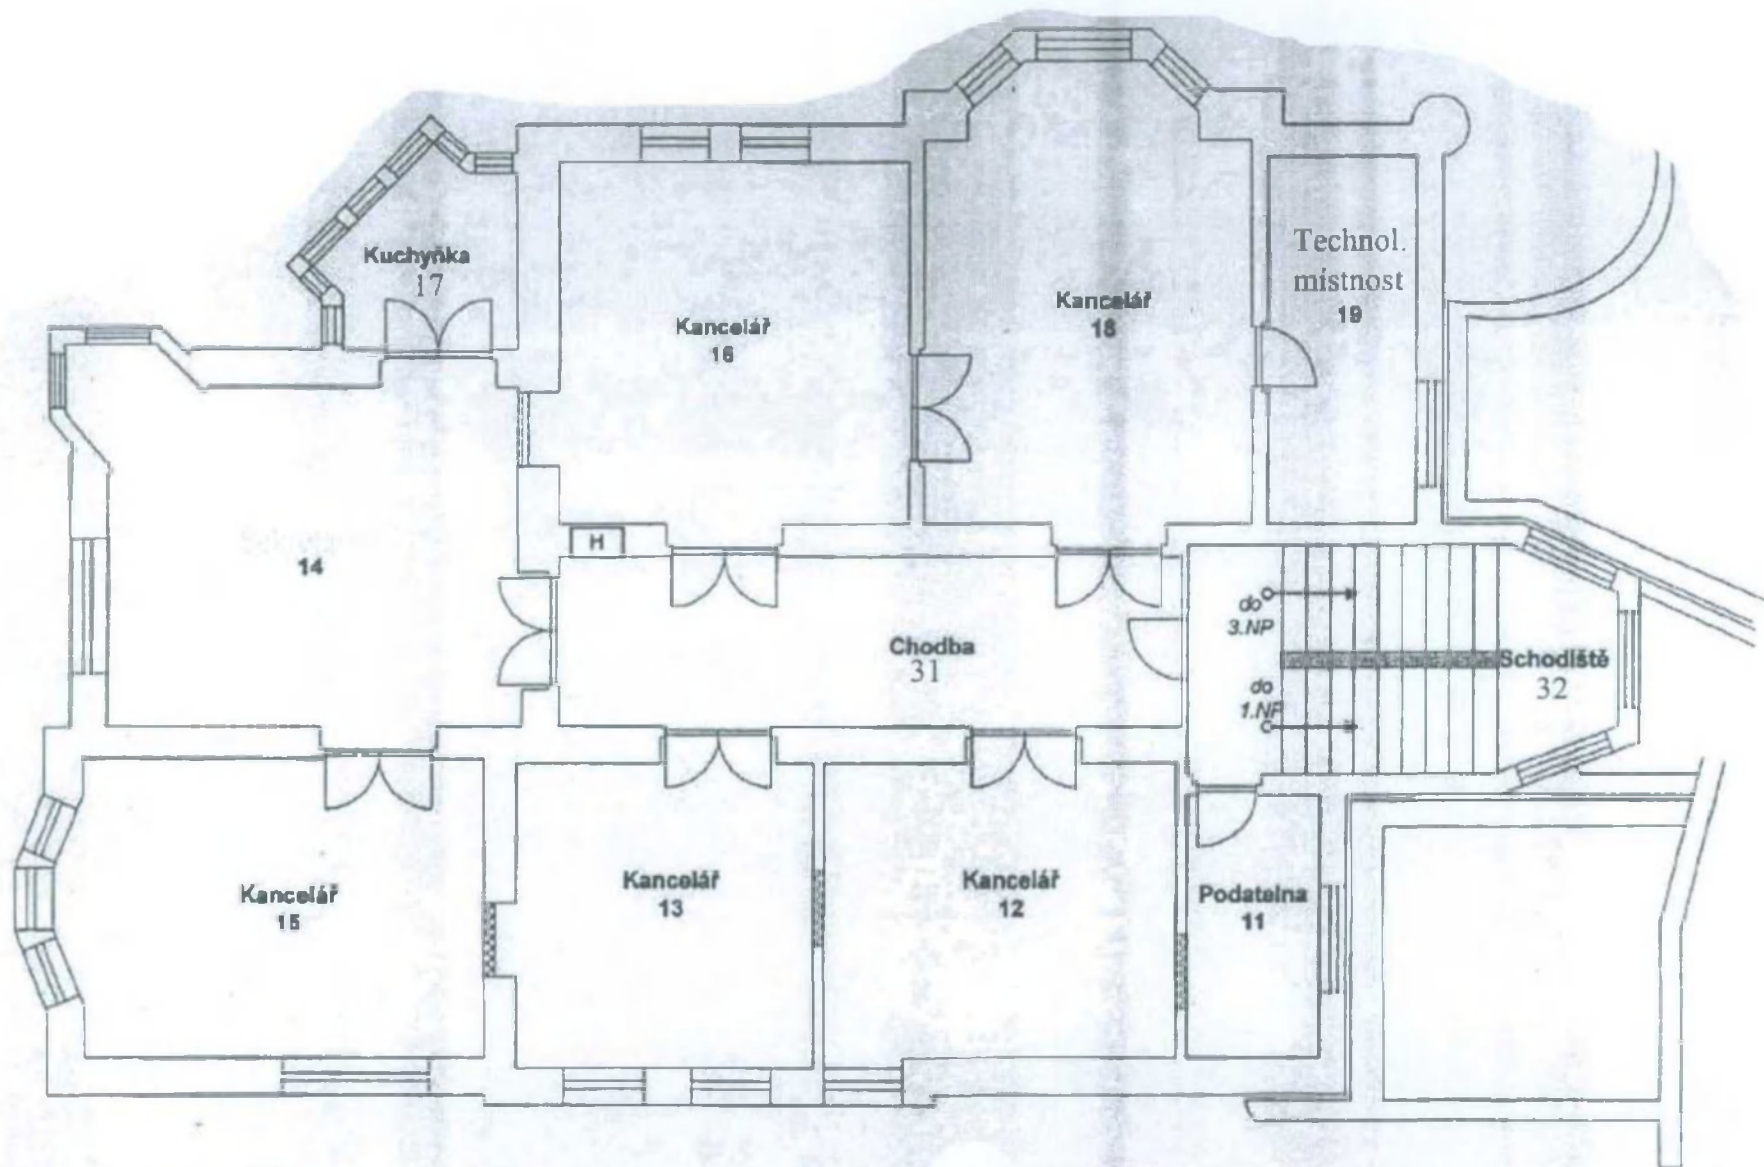 Kuchyňka
17
Kancelář
16
Kancelář
18
Technol.
místnost
19
14
H
Chodba
31
do
3.NP
do
1.NP
Schodiště
32
Kancelář
15
Kancelář
13
Kancelář
12
Podatelna
11